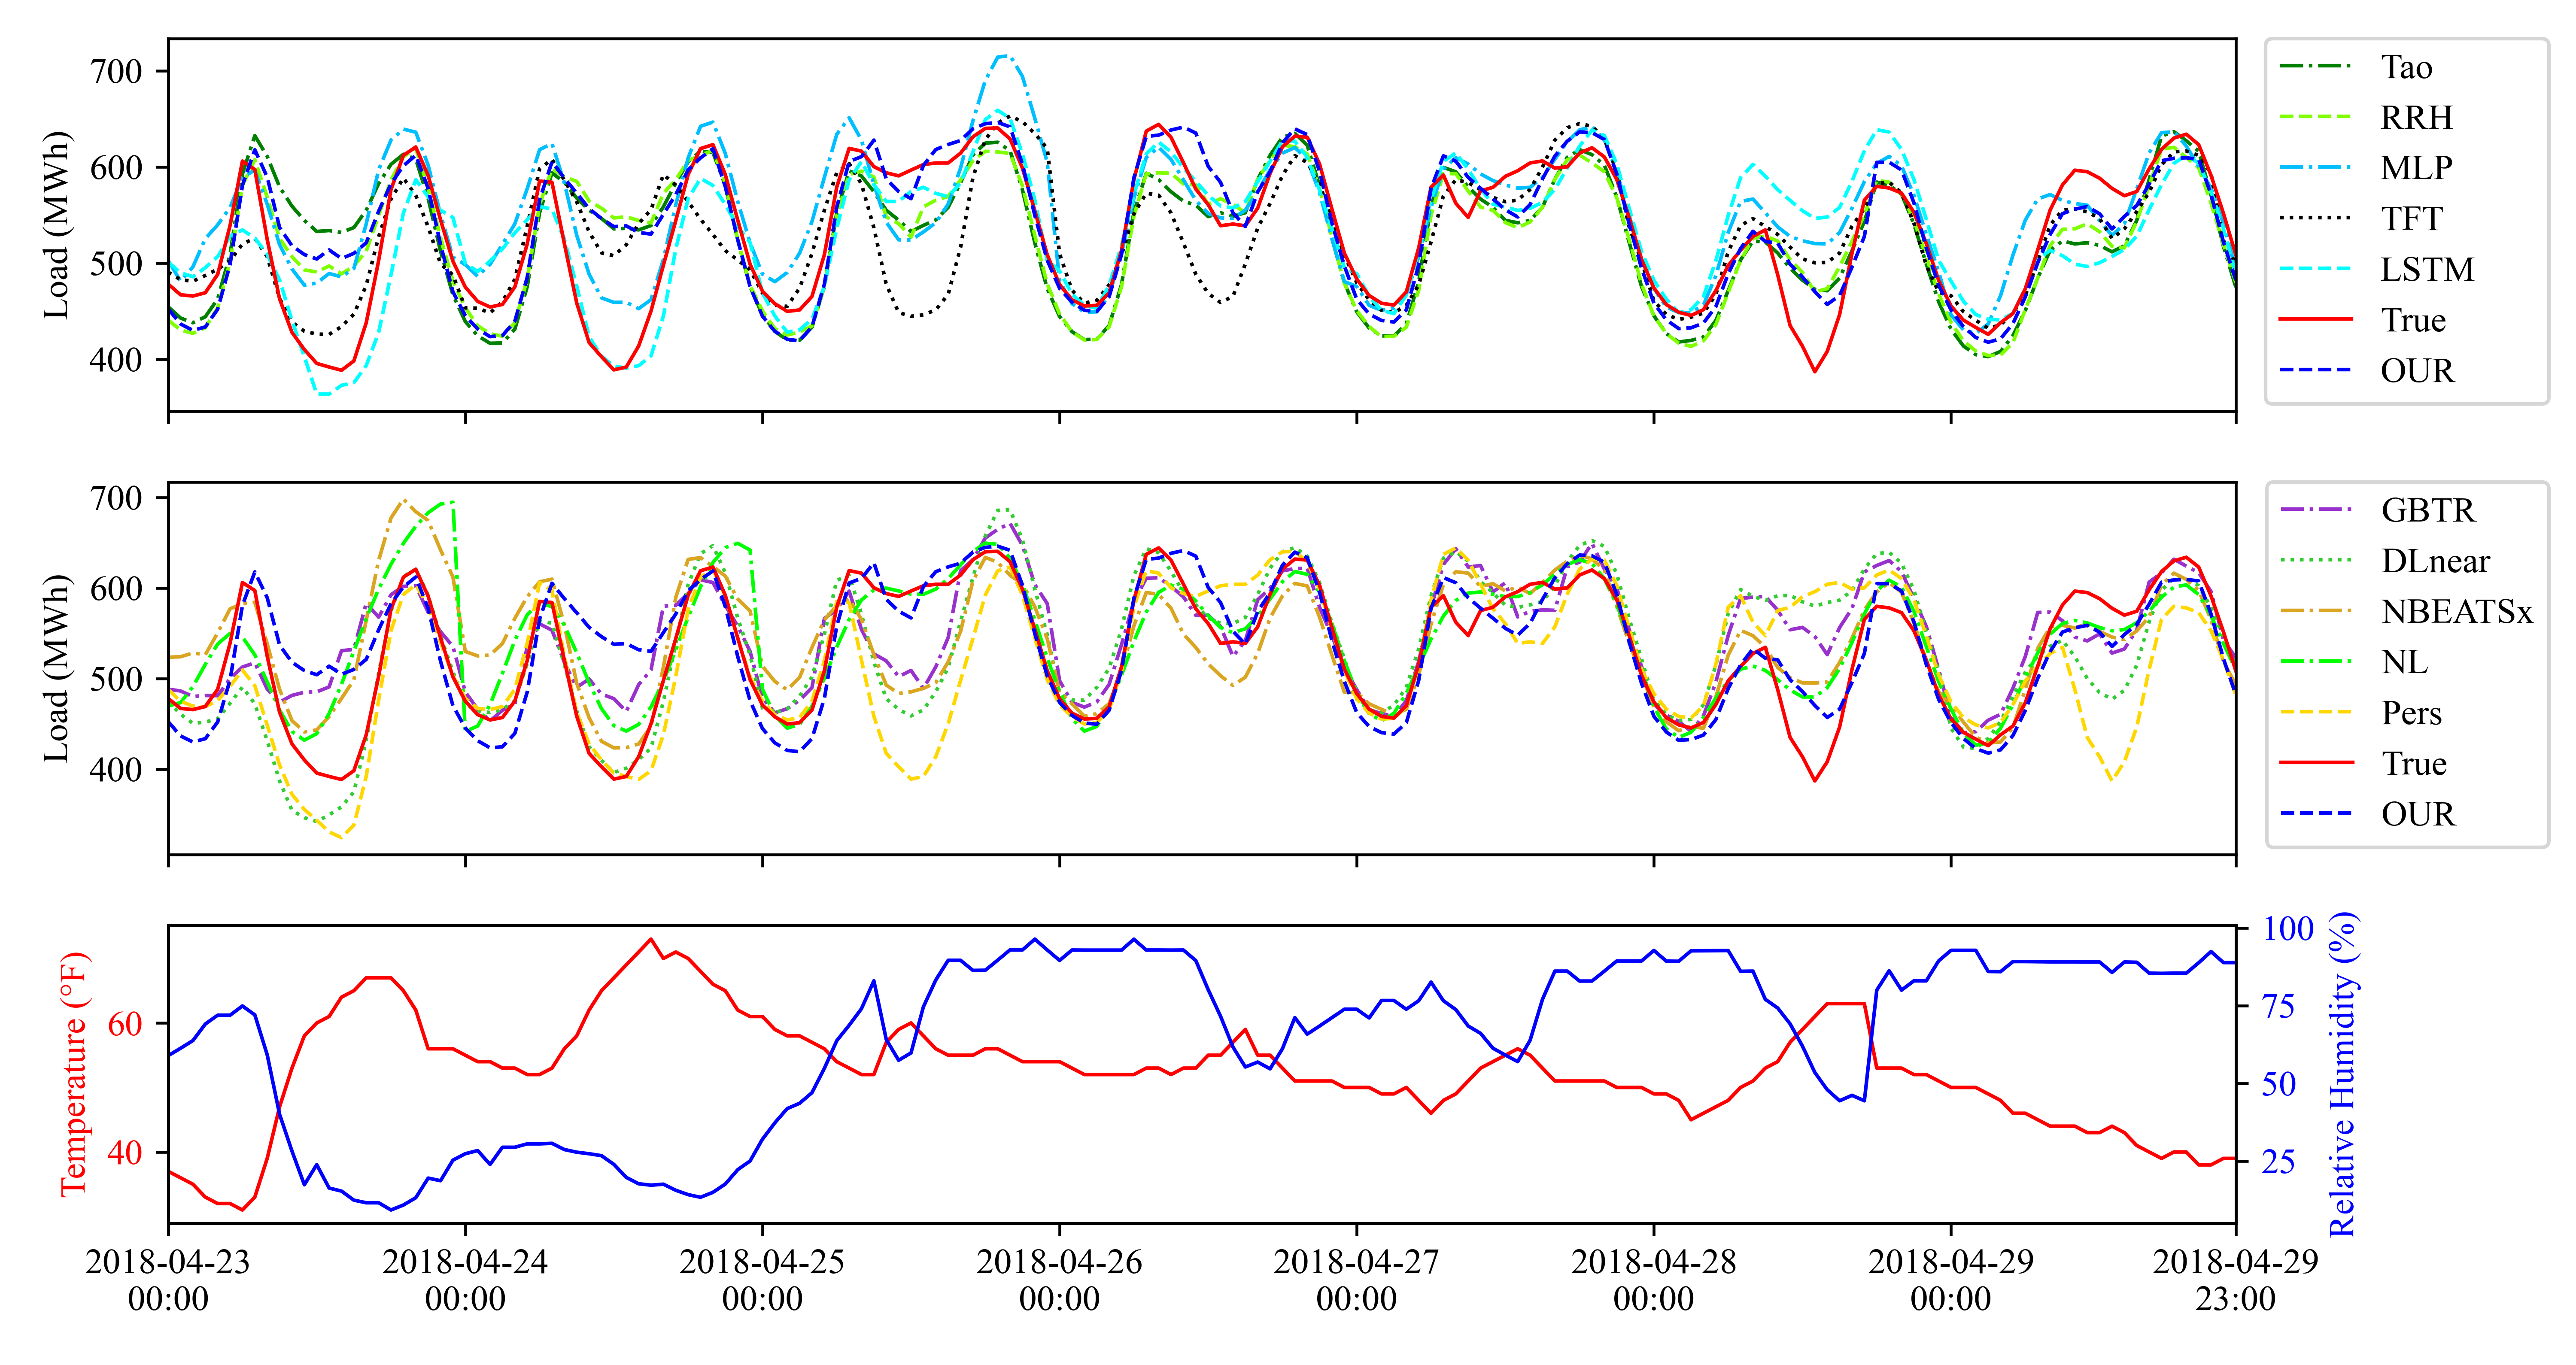 700
600
500
400
Load (MWh)
Tao
RRH
MLP
TFT
LSTM
True
OUR
700
600
500
400
Load (MWh)
GBTR
DLnear
NBEATSx
NL
Pers
True
OUR
60
40
Temperature (°F)
100
75
50
25
Relative Humidity (%)
2018-04-23 2018-04-24 2018-04-25 2018-04-26 2018-04-27 2018-04-28 2018-04-29 2018-04-29
00:00 00:00 00:00 00:00 00:00 00:00 00:00 23:00